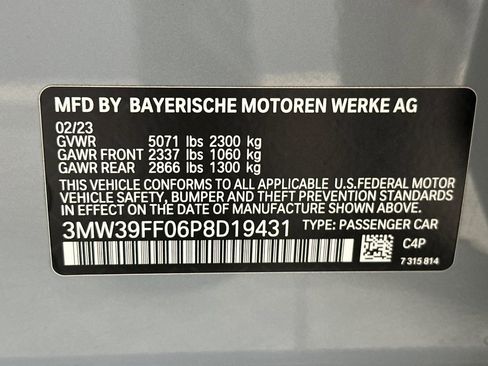 MFD BY BAYERISCHE MOTOREN WERKE AG
02/23
GVWR 5071 lbs 2300 kg
GAWR FRONT 2337 lbs 1060 kg
GAWR REAR 2866 lbs 1300 kg
THIS VEHICLE CONFORMS TO ALL APPLICABLE U.S.FEDERAL MOTOR
VEHICLE SAFETY, BUMPER AND THEFT PREVENTION STANDARDS
IN EFFECT ON THE DATE OF MANUFACTURE SHOWN ABOVE.
3MW39FF06P8D19431 TYPE: PASSENGER CAR
C4P
7 315 814